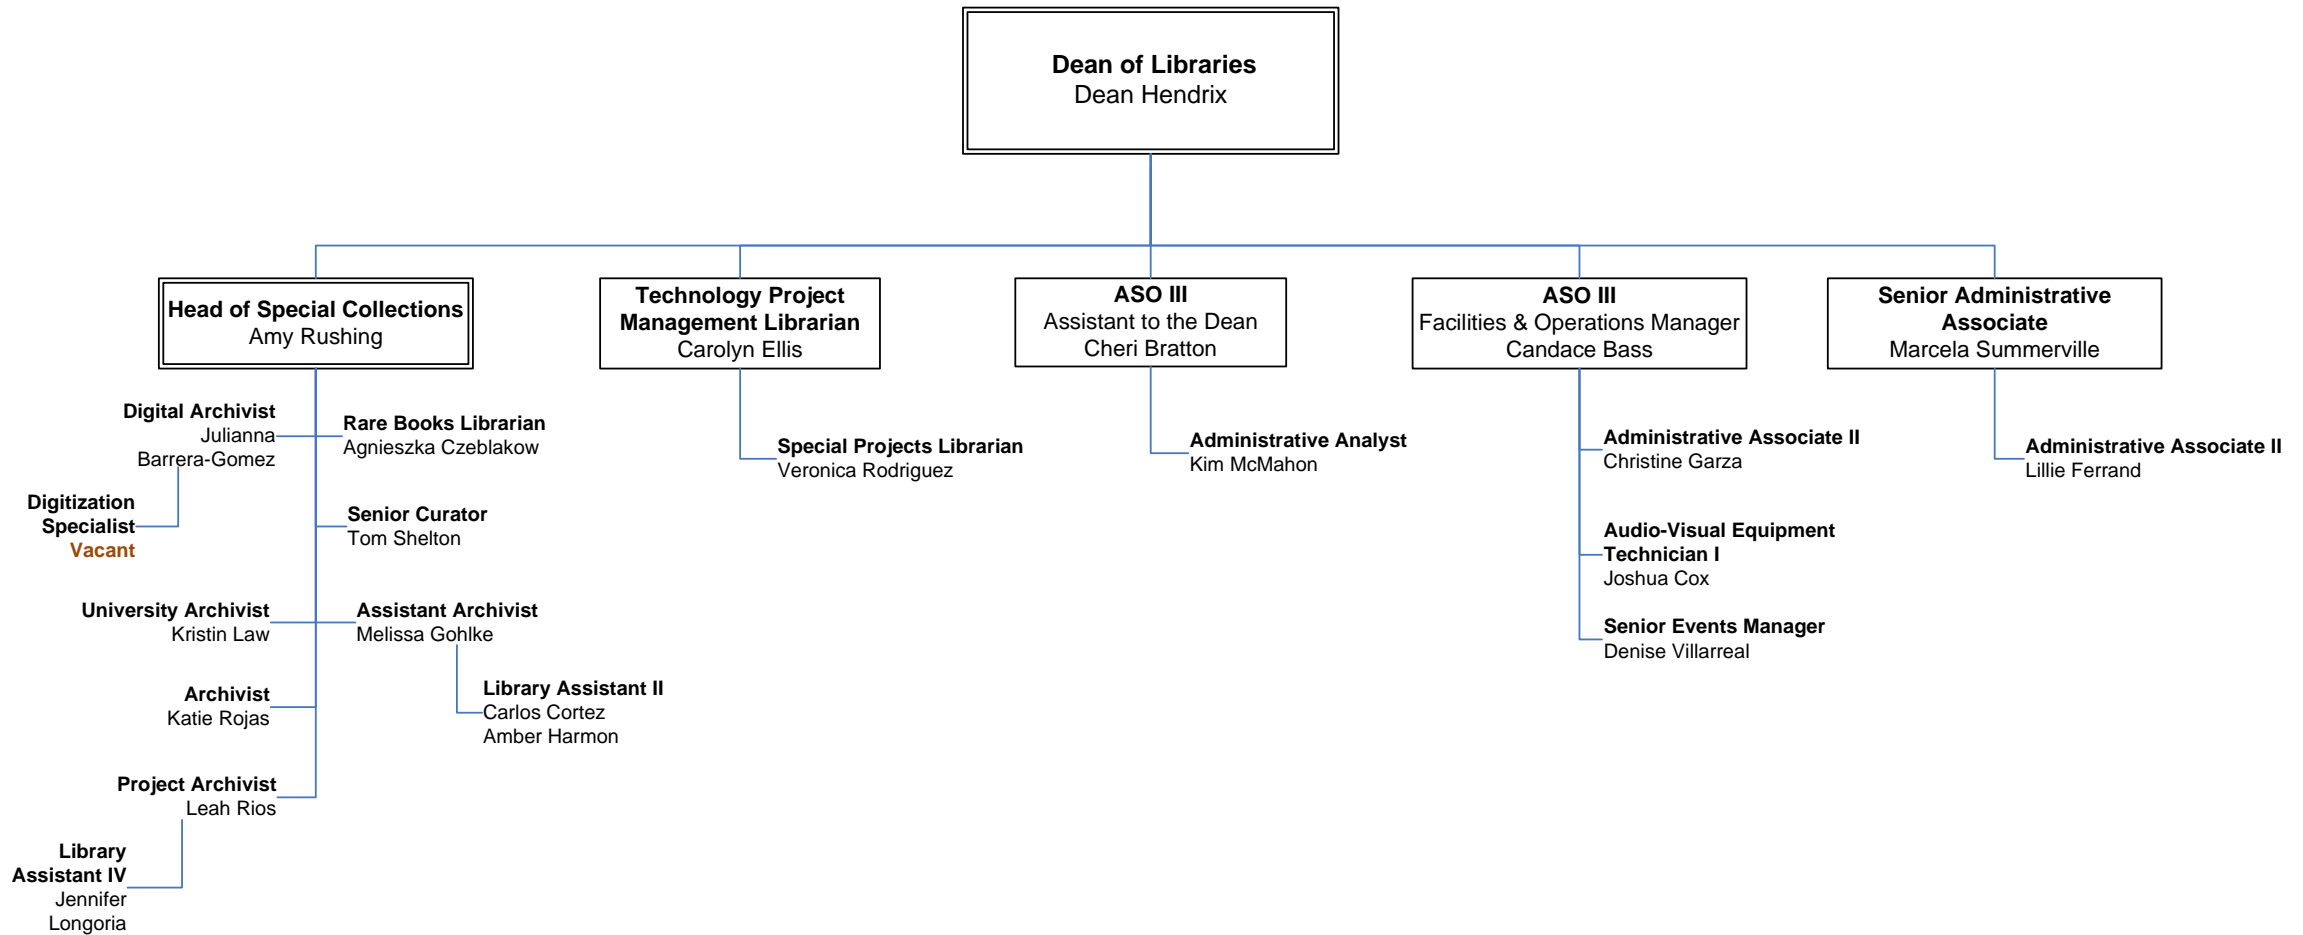 Dean of Libraries
Dean Hendrix
Head of Special Collections
Amy Rushing
Technology Project
Management Librarian
Carolyn Ellis
ASO III
Assistant to the Dean
Cheri Bratton
ASO III
Facilities & Operations Manager
Candace Bass
Senior Administrative
Associate
Marcela Summerville
Digital Archivist
Julianna
Barrera-Gomez
Rare Books Librarian
Agnieszka Czeblakow
Digitization
Specialist
Vacant
Senior Curator
Tom Shelton
University Archivist
Kristin Law
Assistant Archivist
Melissa Gohlke
Archivist
Katie Rojas
Library Assistant II
Carlos Cortez
Amber Harmon
Project Archivist
Leah Rios
Library
Assistant IV
Jennifer
Longoria
Special Projects Librarian
Veronica Rodriguez
Administrative Analyst
Kim McMahon
Administrative Associate II
Christine Garza
Audio-Visual Equipment
Technician I
Joshua Cox
Senior Events Manager
Denise Villarreal
Administrative Associate II
Lillie Ferrand